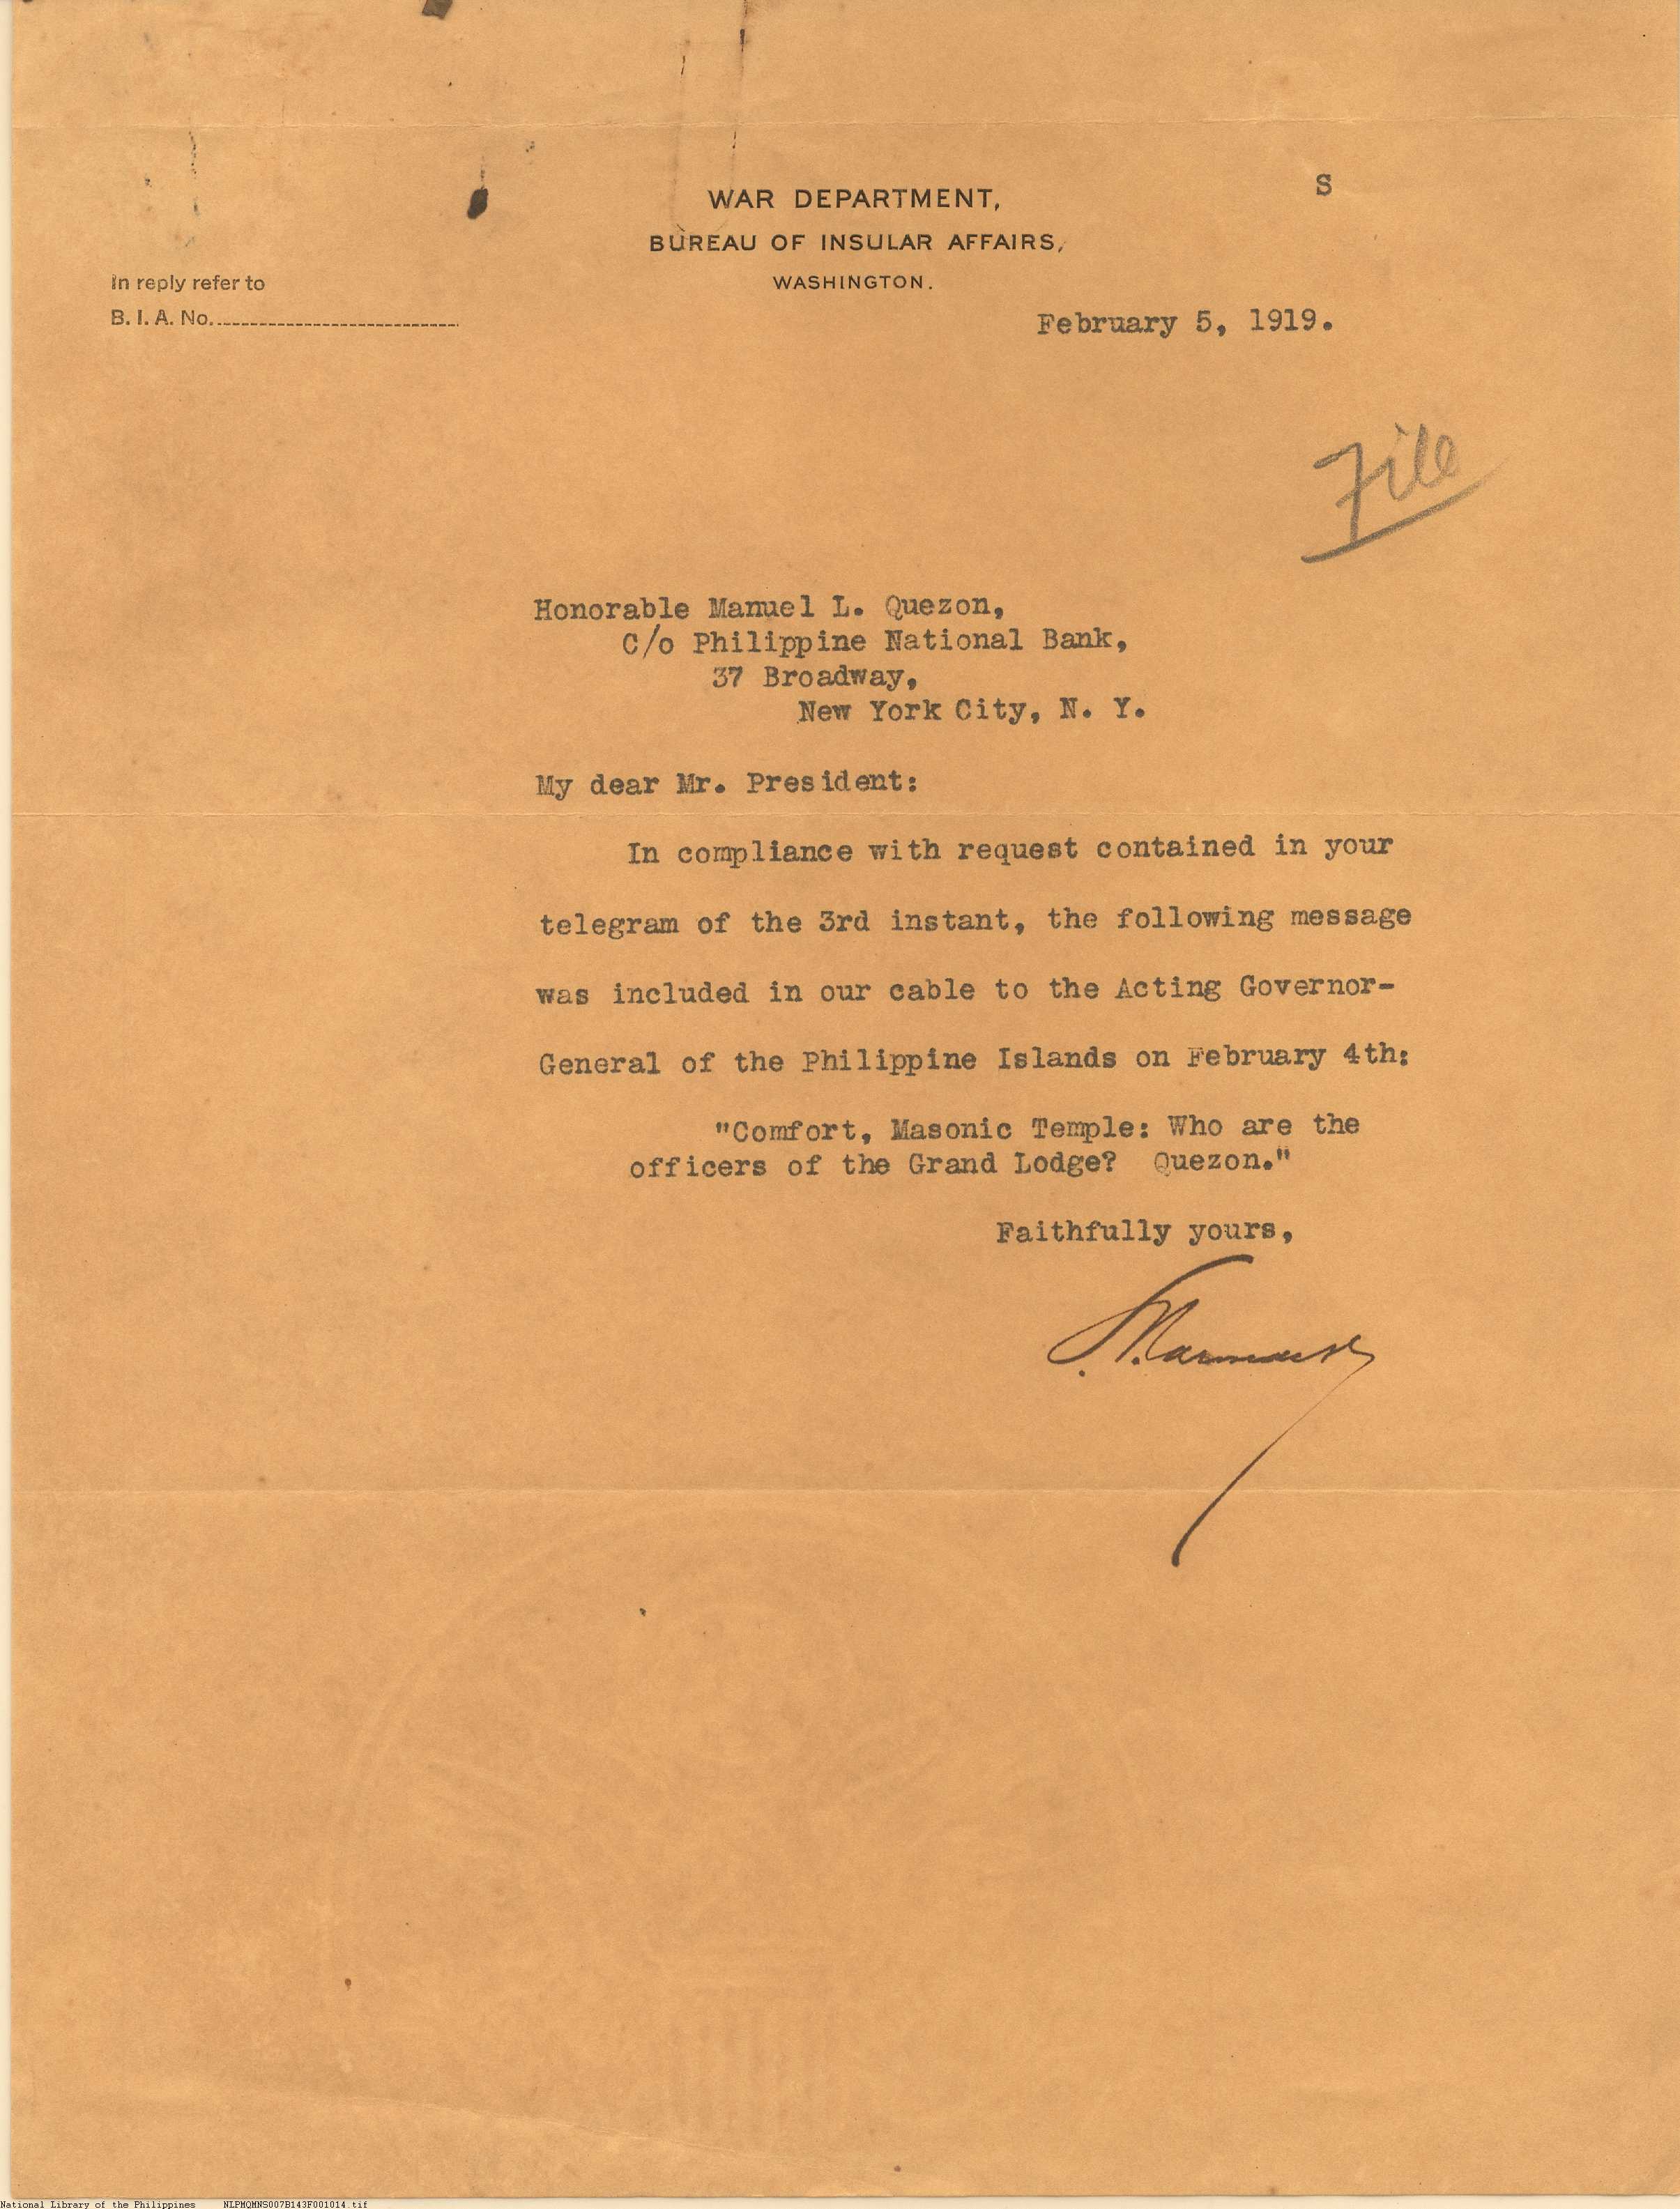 S
WAR DEPARTMENT,
BUREAU OF INSULAR AFFAIRS,
WASHINGTON.
In reply refer to
B. I. A. No.
February 5, 1919.
File
Honorable Manuel L. Quezon,
C/o Philippine National Bank,
37 Broadway,
New York City, N. Y.
My dear Mr. President:
In compliance with request contained in your
telegram of the 3rd instant, the following message
was included in our cable to the Acting Governor-
General of the Philippine Islands on February 4th:
"Comfort, Masonic Temple: Who are the
officers of the Grand Lodge? Quezon."
Faithfully yours,
National Library of the Philippines NLPMQMNS007B143F001014.tif